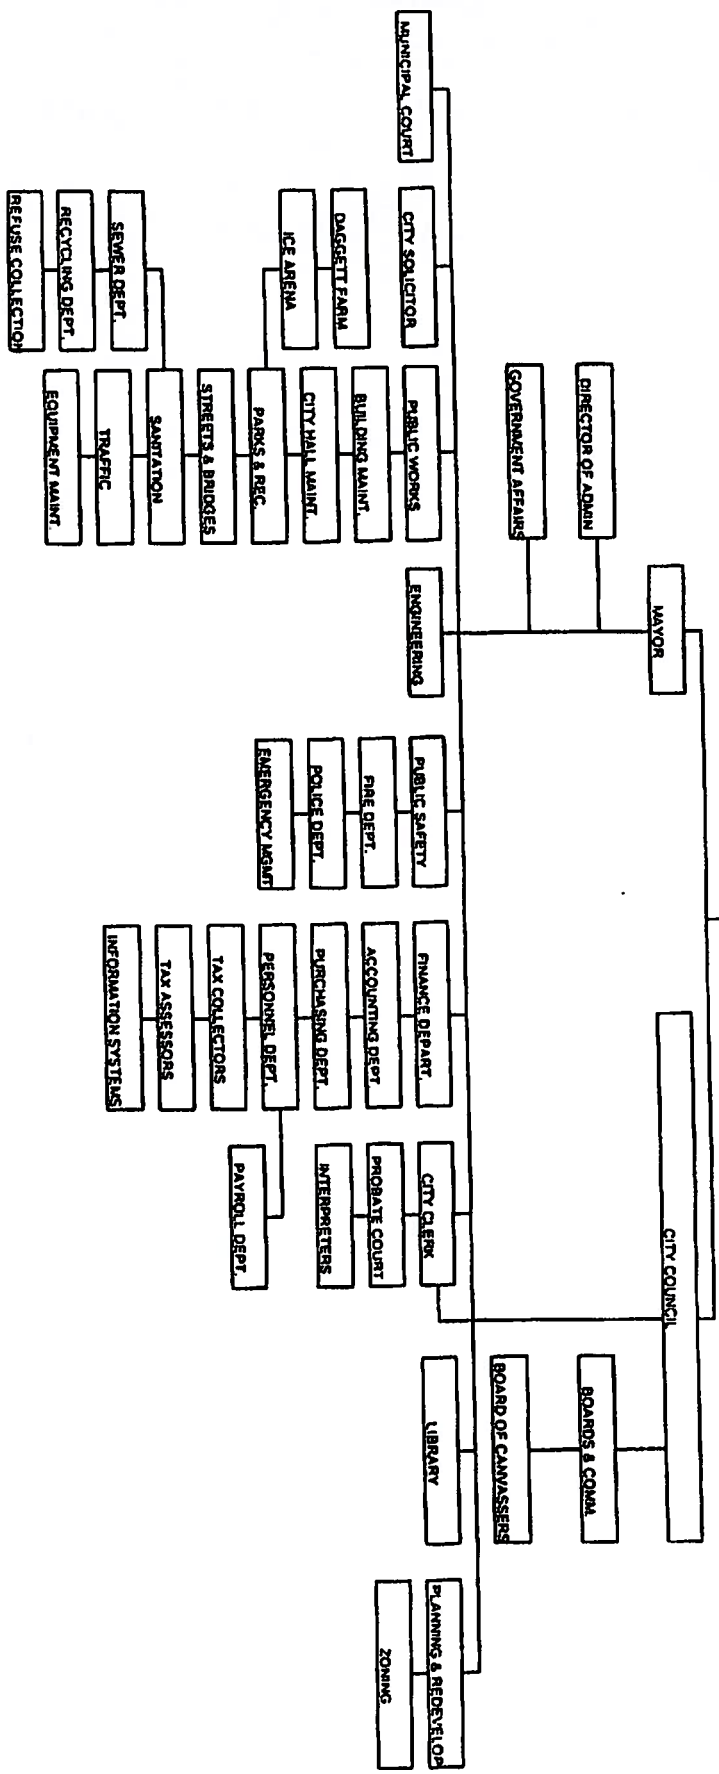 MAYOR
CITY COUNCIL
DIRECTOR OF ADMIN
GOVERNMENT AFFAIRS
BOARDS & COMM.
BOARD OF CANVASSERS
MUNICIPAL COURT
CITY SOLICITOR
PUBLIC WORKS
ENGINEERING
PUBLIC SAFETY
FINANCE DEPART.
CITY CLERK
LIBRARY
PLANNING & REDEVELOP
DAGGETT FARM
ICE ARENA
BUILDING MAINT.
CITY HALL MAINT.
PARKS & REC.
STREETS & BRIDGES
SANITATION
TRAFFIC
EQUIPMENT MAINT.
SEWER DEPT.
RECYCLING DEPT.
REFUSE COLLECTION
FIRE DEPT.
POLICE DEPT.
EMERGENCY MGMT
ACCOUNTING DEPT
PURCHASING DEPT.
PERSONNEL DEPT.
TAX COLLECTORS
TAX ASSESSORS
INFORMATION SYSTEMS
PAYROLL DEPT.
PROBATE COURT
INTERPRETERS
ZONING